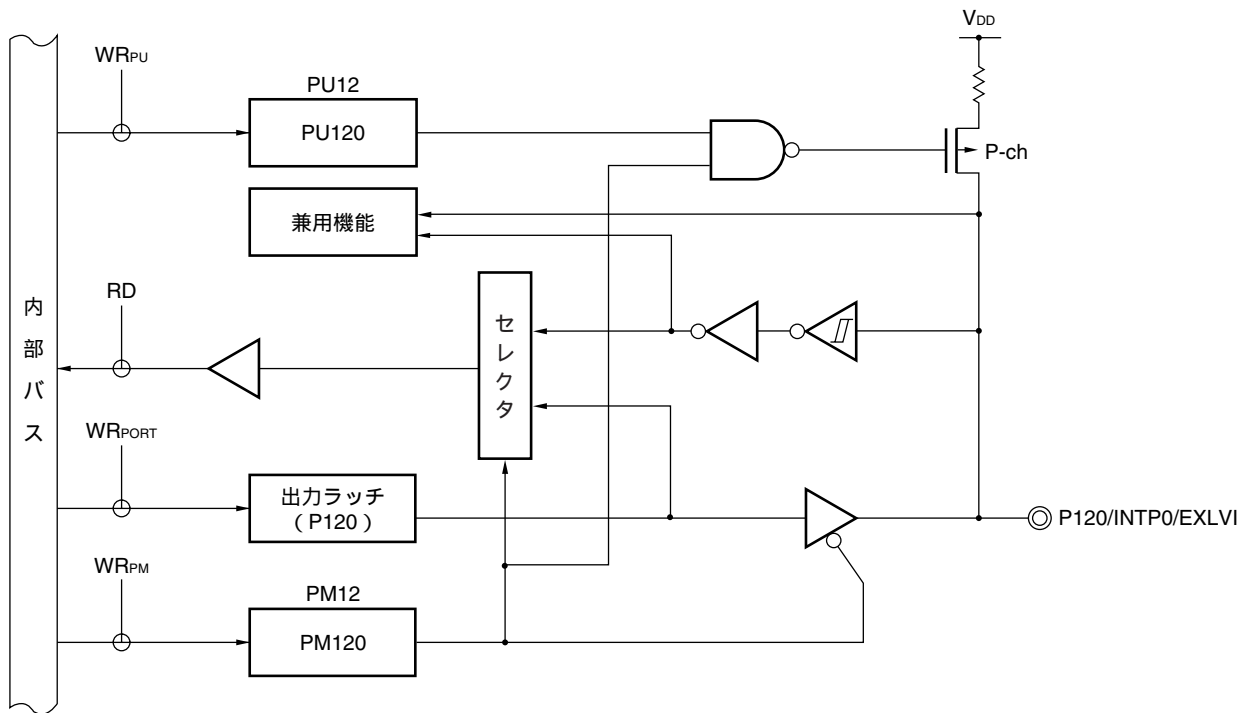 VDD
WRPU
PU12
PU120
P-ch
兼用機能
RD
内部バス
セレクタ
WRPORT
出力ラッチ
（P120）
P120/INTP0/EXLVI
WRPM
PM12
PM120